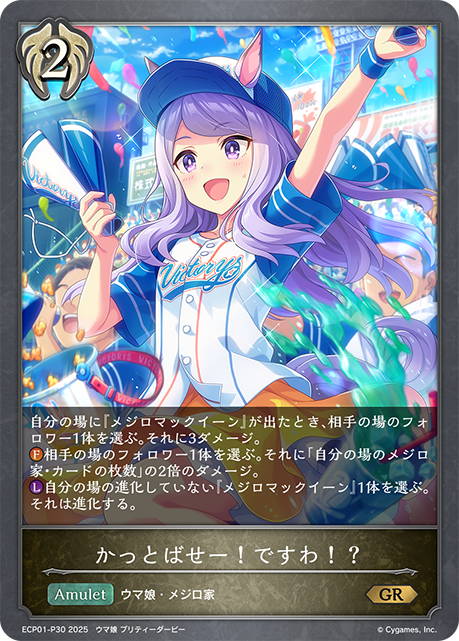 2
Victory's
株式
Victory's
VICTORYS VICT
自分の場に『メジロマックイーン』が出たとき、相手の場のフォ
ロワー1体を選ぶ。それに3ダメージ。
F相手の場のフォロワー1体を選ぶ。それに「自分の場のメジロ
家・カードの枚数」の2倍のダメージ。
L自分の場の進化していない『メジロマックイーン』1体を選ぶ。
それは進化する。
かっとばせー！ですわ！？
Amulet ウマ娘・メジロ家 GR
ECP01-P30 2025 ウマ娘 プリティーダービー © Cygames, Inc.